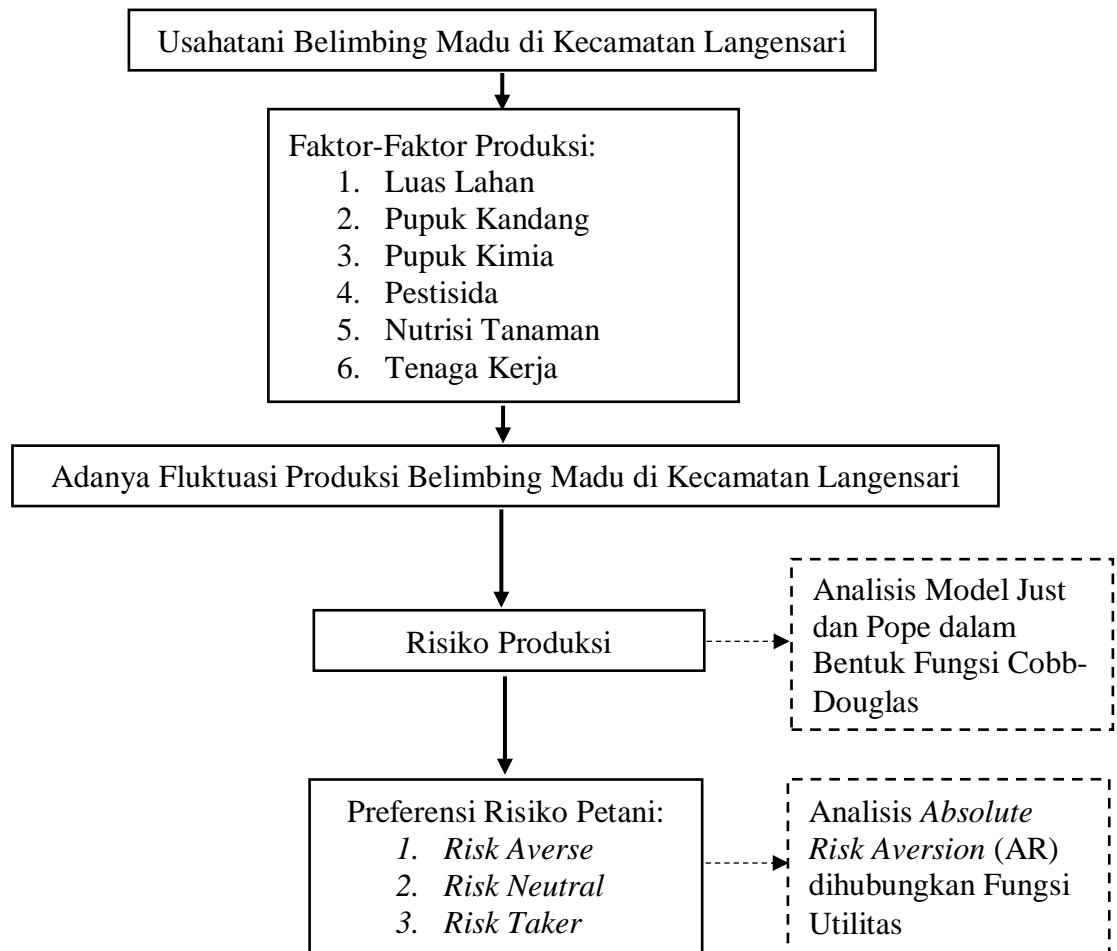 Usahatani Belimbing Madu di Kecamatan Langensari
Faktor-Faktor Produksi:
1. Luas Lahan
2. Pupuk Kandang
3. Pupuk Kimia
4. Pestisida
5. Nutrisi Tanaman
6. Tenaga Kerja
Adanya Fluktuasi Produksi Belimbing Madu di Kecamatan Langensari
Risiko Produksi
Analisis Model Just
dan Pope dalam
Bentuk Fungsi Cobb-
Douglas
Preferensi Risiko Petani:
1. Risk Averse
2. Risk Neutral
3. Risk Taker
Analisis Absolute
Risk Aversion (AR)
dihubungkan Fungsi
Utilitas